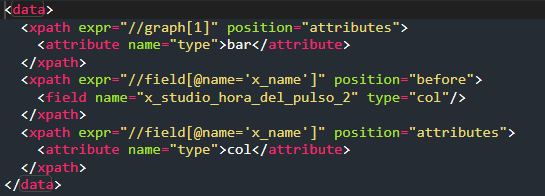 <data>
<xpath expr="//graph[1]" position="attributes">
<attribute name="type">bar</attribute>
</xpath>
<xpath expr="//field[@name='x_name']" position="before">
<field name="x_studio_hora_del_pulso_2" type="col"/>
</xpath>
<xpath expr="//field[@name='x_name']" position="attributes">
<attribute name="type">col</attribute>
</xpath>
</data>